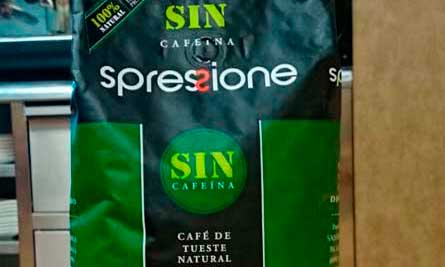 100%
NATURAL
SIN
CAFEÍNA
spressione
SIN
CAFEÍNA
CAFÉ DE
TUESTE
NATURAL